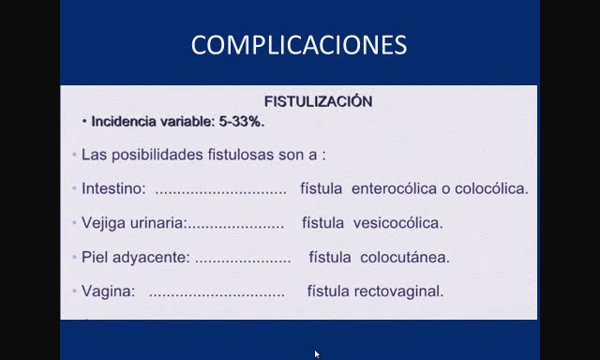 COMPLICACIONES
FISTULIZACIÓN
• Incidencia variable: 5-33%.
• Las posibilidades fistulosas son a :
• Intestino: ............................... fístula enterocólica o colocólica.
• Vejiga urinaria:....................... fístula vesicocólica.
• Piel adyacente: ....................... fístula colocutánea.
• Vagina: ................................ fístula rectovaginal.